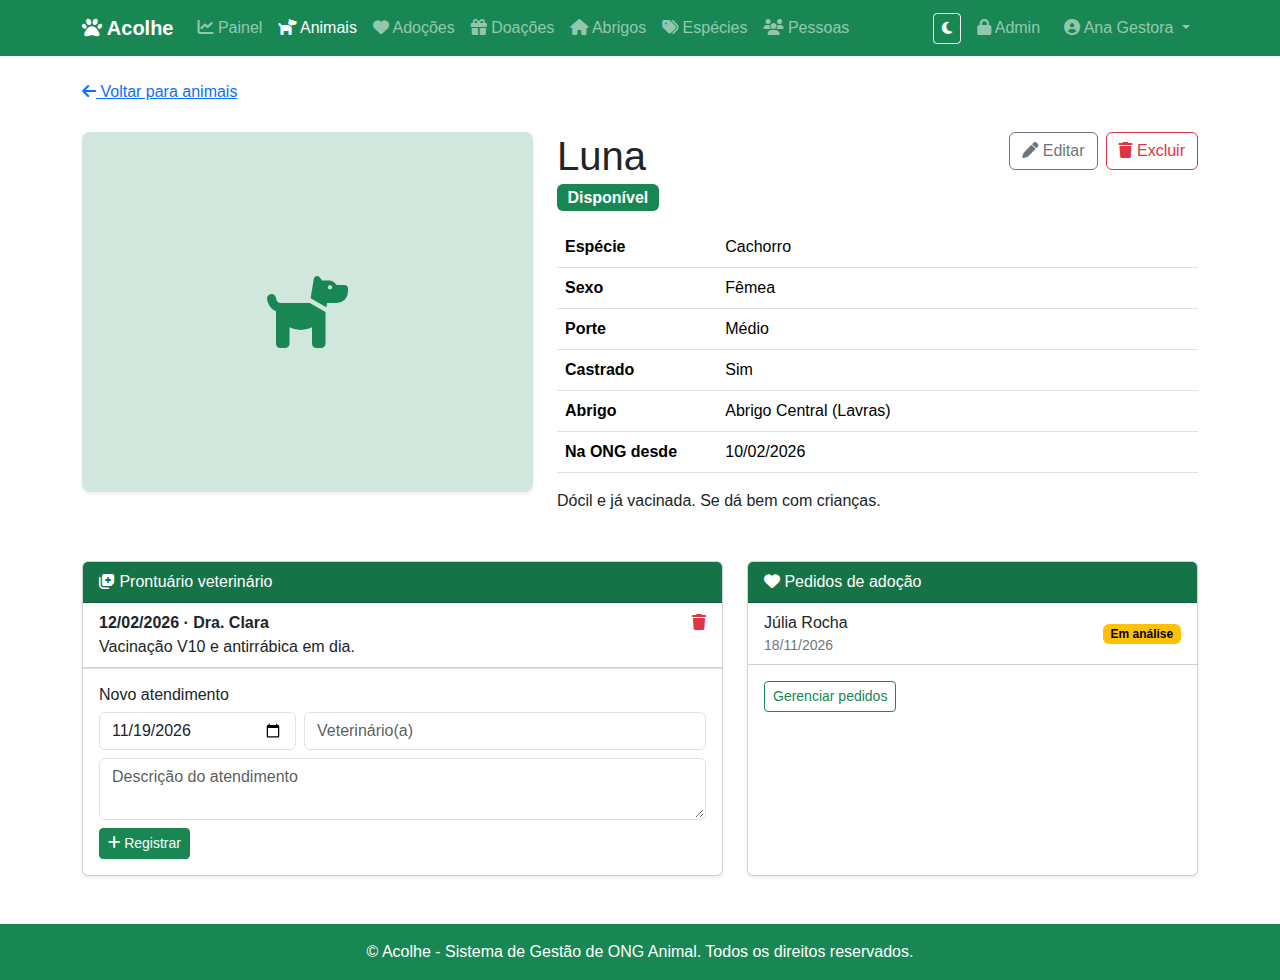 Acolhe Painel Animais Adoções Doações Abrigos Espécies Pessoas Admin Ana Gestora
Voltar para animais
Luna
Editar Excluir
Disponível
Espécie Cachorro
Sexo Fêmea
Porte Médio
Castrado Sim
Abrigo Abrigo Central (Lavras)
Na ONG desde 10/02/2026
Dócil e já vacinada. Se dá bem com crianças.
Prontuário veterinário
12/02/2026 · Dra. Clara
Vacinação V10 e antirrábica em dia.
Novo atendimento
11/19/2026 Veterinário(a)
Descrição do atendimento
Registrar
Pedidos de adoção
Júlia Rocha
18/11/2026
Em análise
Gerenciar pedidos
© Acolhe - Sistema de Gestão de ONG Animal. Todos os direitos reservados.